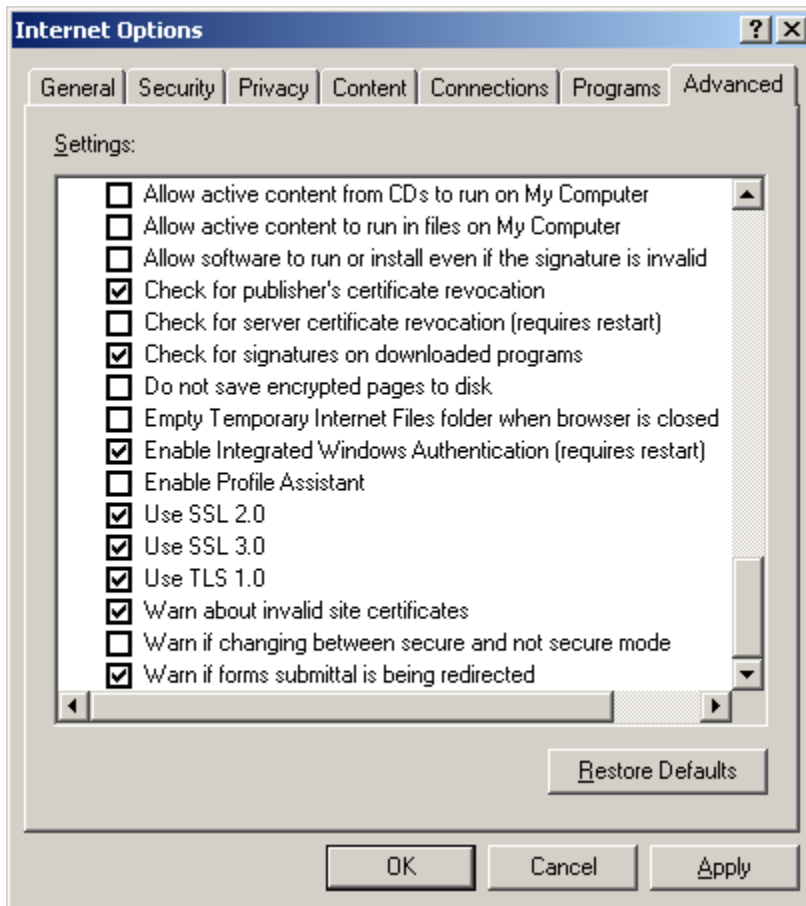 Internet Options
General Security Privacy Content Connections Programs Advanced
Settings:
Allow active content from CDs to run on My Computer
Allow active content to run in files on My Computer
Allow software to run or install even if the signature is invalid
Check for publisher's certificate revocation
Check for server certificate revocation (requires restart)
Check for signatures on downloaded programs
Do not save encrypted pages to disk
Empty Temporary Internet Files folder when browser is closed
Enable Integrated Windows Authentication (requires restart)
Enable Profile Assistant
Use SSL 2.0
Use SSL 3.0
Use TLS 1.0
Warn about invalid site certificates
Warn if changing between secure and not secure mode
Warn if forms submittal is being redirected
Restore Defaults
OK Cancel Apply